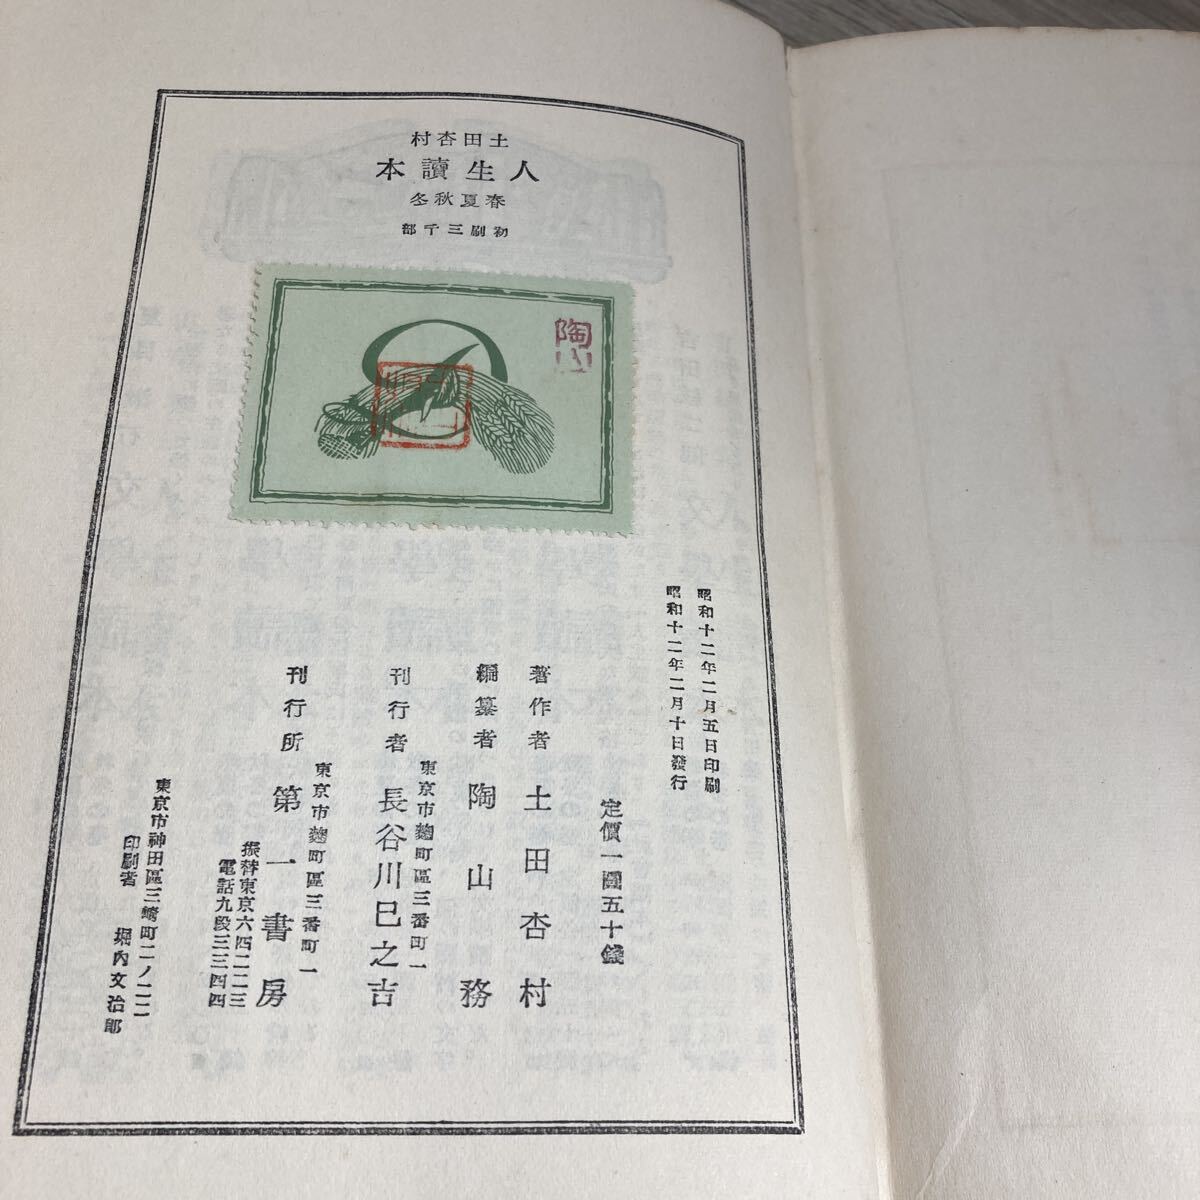 土田杏村
人生讀本
春夏秋冬
初刷三千部
陶山
昭和十二年二月五日印刷
昭和十二年二月十日發行
定價一圓五十錢
著作者 土田杏村
編纂者 陶山務
東京市麴町區三番町一
刊行者 長谷川巳之吉
東京市麴町區三番町一
刊行所 第一書房
振替東京六四二二三
電話九段三三四四
東京市神田區三崎町二ノ二二
印刷者 堀內文治郎